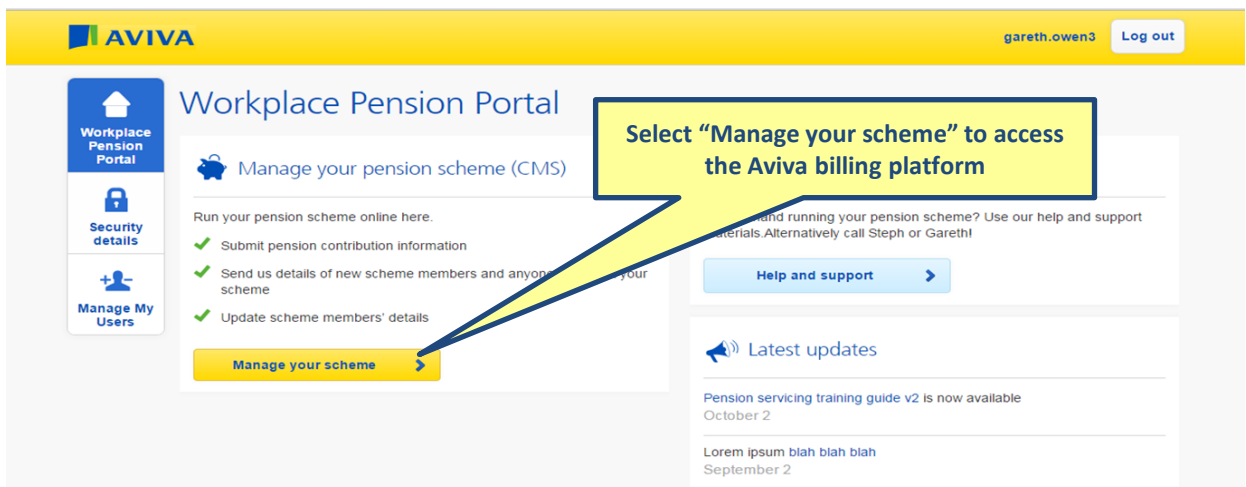 AVIVA
gareth.owen3
Log out
Workplace
Pension
Portal
Security
details
Manage My
Users
Workplace Pension Portal
Manage your pension scheme (CMS)
Run your pension scheme online here.
Submit pension contribution information
Send us details of new scheme members and anyone your
scheme
Update scheme members' details
Manage your scheme
Select “Manage your scheme” to access
the Aviva billing platform
and running your pension scheme? Use our help and support
materials.Alternatively call Steph or Gareth!
Help and support
Latest updates
Pension servicing training guide v2 is now available
October 2
Lorem ipsum blah blah blah
September 2